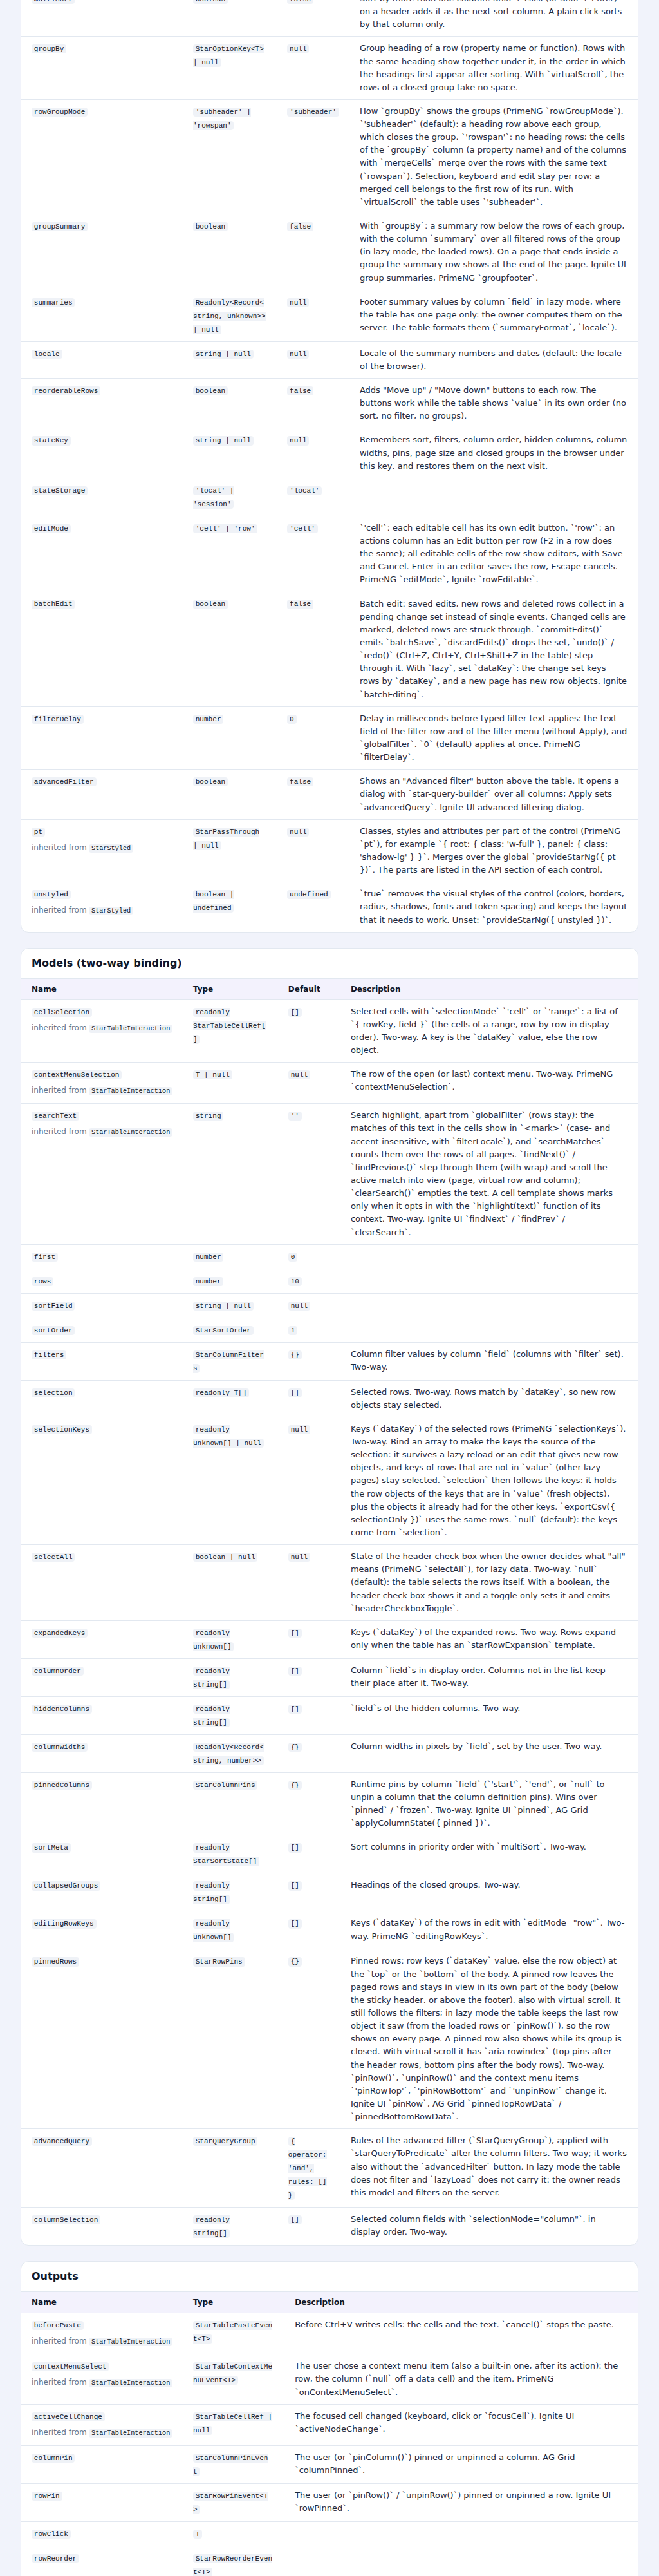 on a header adds it as the next sort column. A plain click sorts
by that column only.
groupBy
StarOptionKey<T>
| null
null
Group heading of a row (property name or function). Rows with
the same heading show together under it, in the order in which
the headings first appear after sorting. With `virtualScroll`, the
rows of a closed group take no space.
rowGroupMode
'subheader' |
'rowspan'
'subheader'
How `groupBy` shows the groups (PrimeNG `rowGroupMode`).
`'subheader'` (default): a heading row above each group,
which closes the group. `'rowspan'`: no heading rows; the cells
of the `groupBy` column (a property name) and of the columns
with `mergeCells` merge over the rows with the same text
(`rowspan`). Selection, keyboard and edit stay per row: a
merged cell belongs to the first row of its run. With
`virtualScroll` the table uses `'subheader'`.
groupSummary
boolean
false
With `groupBy`: a summary row below the rows of each group,
with the column `summary` over all filtered rows of the group
(in lazy mode, the loaded rows). On a page that ends inside a
group the summary row shows at the end of the page. Ignite UI
group summaries, PrimeNG `groupfooter`.
summaries
Readonly<Record<
string, unknown>>
| null
null
Footer summary values by column `field` in lazy mode, where
the table has one page only: the owner computes them on the
server. The table formats them (`summaryFormat`, `locale`).
locale
string | null
null
Locale of the summary numbers and dates (default: the locale
of the browser).
reorderableRows
boolean
false
Adds "Move up" / "Move down" buttons to each row. The
buttons work while the table shows `value` in its own order (no
sort, no filter, no groups).
stateKey
string | null
null
Remembers sort, filters, column order, hidden columns, column
widths, pins, page size and closed groups in the browser under
this key, and restores them on the next visit.
stateStorage
'local' |
'session'
'local'
editMode
'cell' | 'row'
'cell'
`'cell'`: each editable cell has its own edit button. `'row'`: an
actions column has an Edit button per row (F2 in a row does
the same); all editable cells of the row show editors, with Save
and Cancel. Enter in an editor saves the row, Escape cancels.
PrimeNG `editMode`, Ignite `rowEditable`.
batchEdit
boolean
false
Batch edit: saved edits, new rows and deleted rows collect in a
pending change set instead of single events. Changed cells are
marked, deleted rows are struck through. `commitEdits()`
emits `batchSave`, `discardEdits()` drops the set, `undo()` /
`redo()` (Ctrl+Z, Ctrl+Y, Ctrl+Shift+Z in the table) step
through it. With `lazy`, set `dataKey`: the change set keys
rows by `dataKey`, and a new page has new row objects. Ignite
`batchEditing`.
filterDelay
number
0
Delay in milliseconds before typed filter text applies: the text
field of the filter row and of the filter menu (without Apply), and
`globalFilter`. `0` (default) applies at once. PrimeNG
`filterDelay`.
advancedFilter
boolean
false
Shows an "Advanced filter" button above the table. It opens a
dialog with `star-query-builder` over all columns; Apply sets
`advancedQuery`. Ignite UI advanced filtering dialog.
pt
inherited from StarStyled
StarPassThrough
| null
null
Classes, styles and attributes per part of the control (PrimeNG
`pt`), for example `{ root: { class: 'w-full' }, panel: { class:
'shadow-lg' } }`. Merges over the global `provideStarNg({ pt
})`. The parts are listed in the API section of each control.
unstyled
inherited from StarStyled
boolean |
undefined
undefined
`true` removes the visual styles of the control (colors, borders,
radius, shadows, fonts and token spacing) and keeps the layout
that it needs to work. Unset: `provideStarNg({ unstyled })`.
Models (two-way binding)
Name
Type
Default
Description
cellSelection
inherited from StarTableInteraction
readonly
StarTableCellRef[
]
[]
Selected cells with `selectionMode` `'cell'` or `'range'`: a list of
`{ rowKey, field }` (the cells of a range, row by row in display
order). Two-way. A key is the `dataKey` value, else the row
object.
contextMenuSelection
inherited from StarTableInteraction
T | null
null
The row of the open (or last) context menu. Two-way. PrimeNG
`contextMenuSelection`.
searchText
inherited from StarTableInteraction
string
''
Search highlight, apart from `globalFilter` (rows stay): the
matches of this text in the cells show in `<mark>` (case- and
accent-insensitive, with `filterLocale`), and `searchMatches`
counts them over the rows of all pages. `findNext()` /
`findPrevious()` step through them (with wrap) and scroll the
active match into view (page, virtual row and column);
`clearSearch()` empties the text. A cell template shows marks
only when it opts in with the `highlight(text)` function of its
context. Two-way. Ignite UI `findNext` / `findPrev` /
`clearSearch`.
first
number
0
rows
number
10
sortField
string | null
null
sortOrder
StarSortOrder
1
filters
StarColumnFilter
s
{}
Column filter values by column `field` (columns with `filter` set).
Two-way.
selection
readonly T[]
[]
Selected rows. Two-way. Rows match by `dataKey`, so new row
objects stay selected.
selectionKeys
readonly
unknown[] | null
null
Keys (`dataKey`) of the selected rows (PrimeNG `selectionKeys`).
Two-way. Bind an array to make the keys the source of the
selection: it survives a lazy reload or an edit that gives new row
objects, and keys of rows that are not in `value` (other lazy
pages) stay selected. `selection` then follows the keys: it holds
the row objects of the keys that are in `value` (fresh objects),
plus the objects it already had for the other keys. `exportCsv({
selectionOnly })` uses the same rows. `null` (default): the keys
come from `selection`.
selectAll
boolean | null
null
State of the header check box when the owner decides what "all"
means (PrimeNG `selectAll`), for lazy data. Two-way. `null`
(default): the table selects the rows itself. With a boolean, the
header check box shows it and a toggle only sets it and emits
`headerCheckboxToggle`.
expandedKeys
readonly
unknown[]
[]
Keys (`dataKey`) of the expanded rows. Two-way. Rows expand
only when the table has an `starRowExpansion` template.
columnOrder
readonly
string[]
[]
Column `field`s in display order. Columns not in the list keep
their place after it. Two-way.
hiddenColumns
readonly
string[]
[]
`field`s of the hidden columns. Two-way.
columnWidths
Readonly<Record<
string, number>>
{}
Column widths in pixels by `field`, set by the user. Two-way.
pinnedColumns
StarColumnPins
{}
Runtime pins by column `field` (`'start'`, `'end'`, or `null` to
unpin a column that the column definition pins). Wins over
`pinned` / `frozen`. Two-way. Ignite UI `pinned`, AG Grid
`applyColumnState({ pinned })`.
sortMeta
readonly
StarSortState[]
[]
Sort columns in priority order with `multiSort`. Two-way.
collapsedGroups
readonly
string[]
[]
Headings of the closed groups. Two-way.
editingRowKeys
readonly
unknown[]
[]
Keys (`dataKey`) of the rows in edit with `editMode="row"`. Two-
way. PrimeNG `editingRowKeys`.
pinnedRows
StarRowPins
{}
Pinned rows: row keys (`dataKey` value, else the row object) at
the `top` or the `bottom` of the body. A pinned row leaves the
paged rows and stays in view in its own part of the body (below
the sticky header, or above the footer), also with virtual scroll. It
still follows the filters; in lazy mode the table keeps the last row
object it saw (from the loaded rows or `pinRow()`), so the row
shows on every page. A pinned row also shows while its group is
closed. With virtual scroll it has `aria-rowindex` (top pins after
the header rows, bottom pins after the body rows). Two-way.
`pinRow()`, `unpinRow()` and the context menu items
`'pinRowTop'`, `'pinRowBottom'` and `'unpinRow'` change it.
Ignite UI `pinRow`, AG Grid `pinnedTopRowData` /
`pinnedBottomRowData`.
advancedQuery
StarQueryGroup
{
operator:
'and',
rules: []
}
Rules of the advanced filter (`StarQueryGroup`), applied with
`starQueryToPredicate` after the column filters. Two-way; it works
also without the `advancedFilter` button. In lazy mode the table
does not filter and `lazyLoad` does not carry it: the owner reads
this model and filters on the server.
columnSelection
readonly
string[]
[]
Selected column fields with `selectionMode="column"`, in
display order. Two-way.
Outputs
Name
Type
Description
beforePaste
inherited from StarTableInteraction
StarTablePasteEven
t<T>
Before Ctrl+V writes cells: the cells and the text. `cancel()` stops the paste.
contextMenuSelect
inherited from StarTableInteraction
StarTableContextMe
nuEvent<T>
The user chose a context menu item (also a built-in one, after its action): the
row, the column (`null` off a data cell) and the item. PrimeNG
`onContextMenuSelect`.
activeCellChange
inherited from StarTableInteraction
StarTableCellRef |
null
The focused cell changed (keyboard, click or `focusCell`). Ignite UI
`activeNodeChange`.
columnPin
StarColumnPinEven
t
The user (or `pinColumn()`) pinned or unpinned a column. AG Grid
`columnPinned`.
rowPin
StarRowPinEvent<T
>
The user (or `pinRow()` / `unpinRow()`) pinned or unpinned a row. Ignite UI
`rowPinned`.
rowClick
T
rowReorder
StarRowReorderEven
t<T>